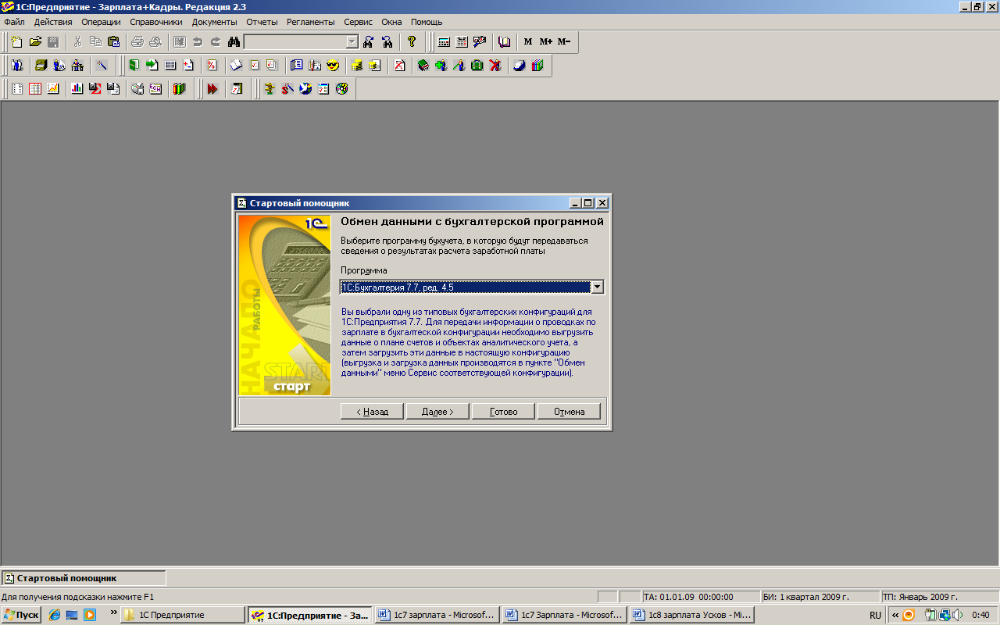 1С:Предприятие - Зарплата+Кадры. Редакция 2.3
Файл Действия Операции Справочники Документы Отчеты Регламенты Сервис Окна Помощь
M M+ M-
Стартовый помощник
1С
НАЧАЛО
РАБОТЫ
START
старт
Обмен данными с бухгалтерской программой
Выберите программу бухучета, в которую будут передаваться
сведения о результатах расчета заработной платы
Программа
1С:Бухгалтерия 7.7, ред. 4.5
Вы выбрали одну из типовых бухгалтерских конфигураций для
1С:Предприятия 7.7. Для передачи информации о проводках по
зарплате в бухгалтеской конфигурации необходимо выгрузить
данные о плане счетов и объектах аналитического учета, а
затем загрузить эти данные в настоящую конфигурацию
(выгрузка и загрузка данных производятся в пункте "Обмен
данными" меню Сервис соответствующей конфигурации).
< Назад Далее > Готово Отмена
Стартовый помощник
Для получения подсказки нажмите F1
ТА: 01.01.09 00:00:00 БИ: 1 квартал 2009 г. ТП: Январь 2009 г.
Пуск » 1С Предприятие 1С:Предприятие - За... 1с7 зарплата - Microsof... 1с7 Зарплата - Microsof... 1с8 зарплата Усков - Mi... RU « 0:40